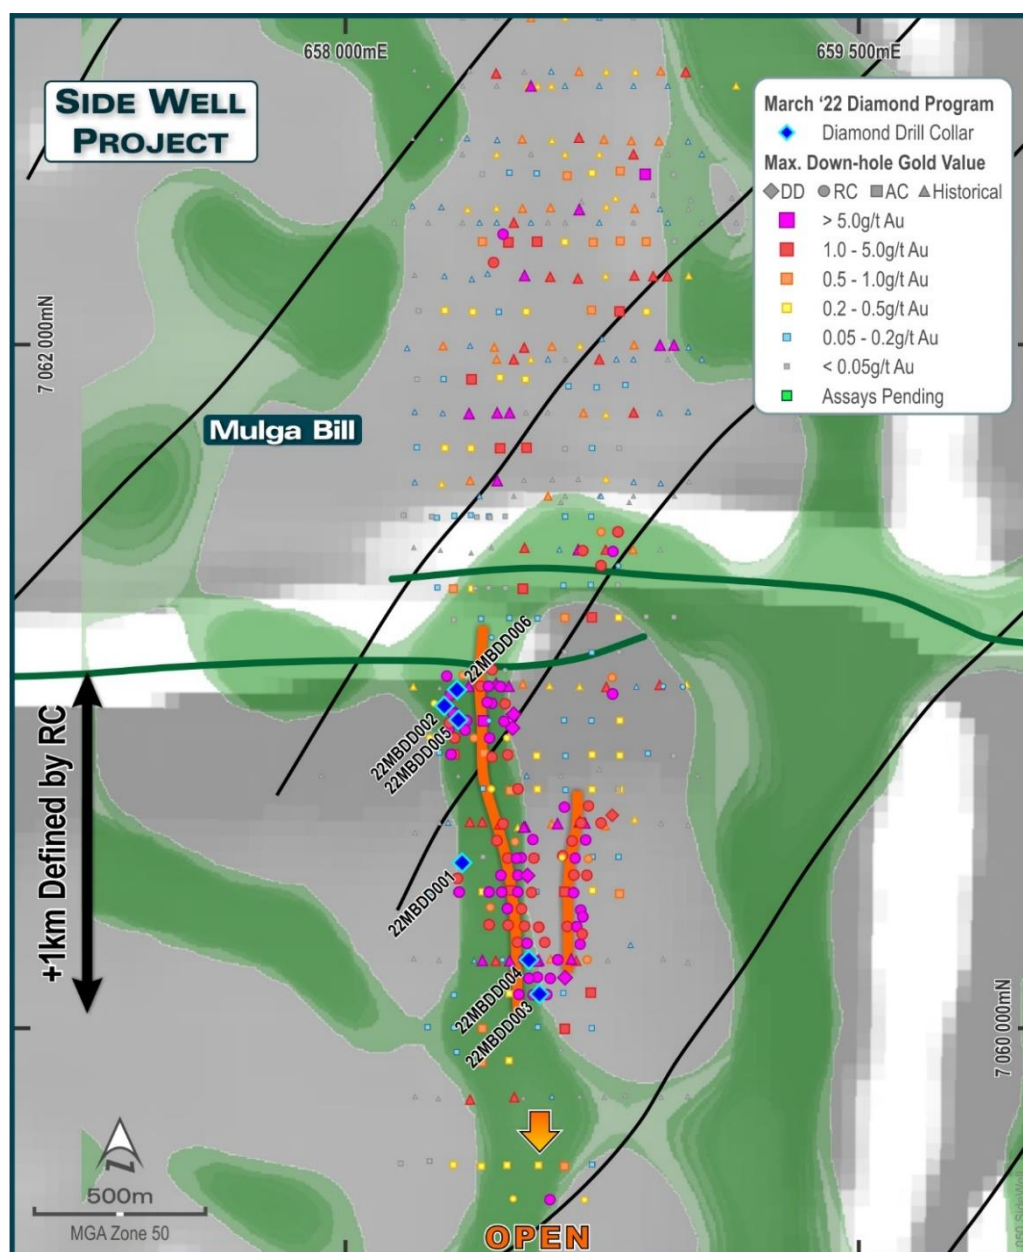 658 000mE
659 500mE
SIDE WELL
PROJECT
March ‘22 Diamond Program
Diamond Drill Collar
Max. Down-hole Gold Value
DD RC AC Historical
> 5.0g/t Au
1.0 - 5.0g/t Au
0.5 - 1.0g/t Au
0.2 - 0.5g/t Au
0.05 - 0.2g/t Au
< 0.05g/t Au
Assays Pending
7 062 000mN
Mulga Bill
22MBDD006
22MBDD002
22MBDD005
+1km Defined by RC
22MBDD001
22MBDD004
22MBDD003
7 060 000mN
500m
MGA Zone 50
OPEN